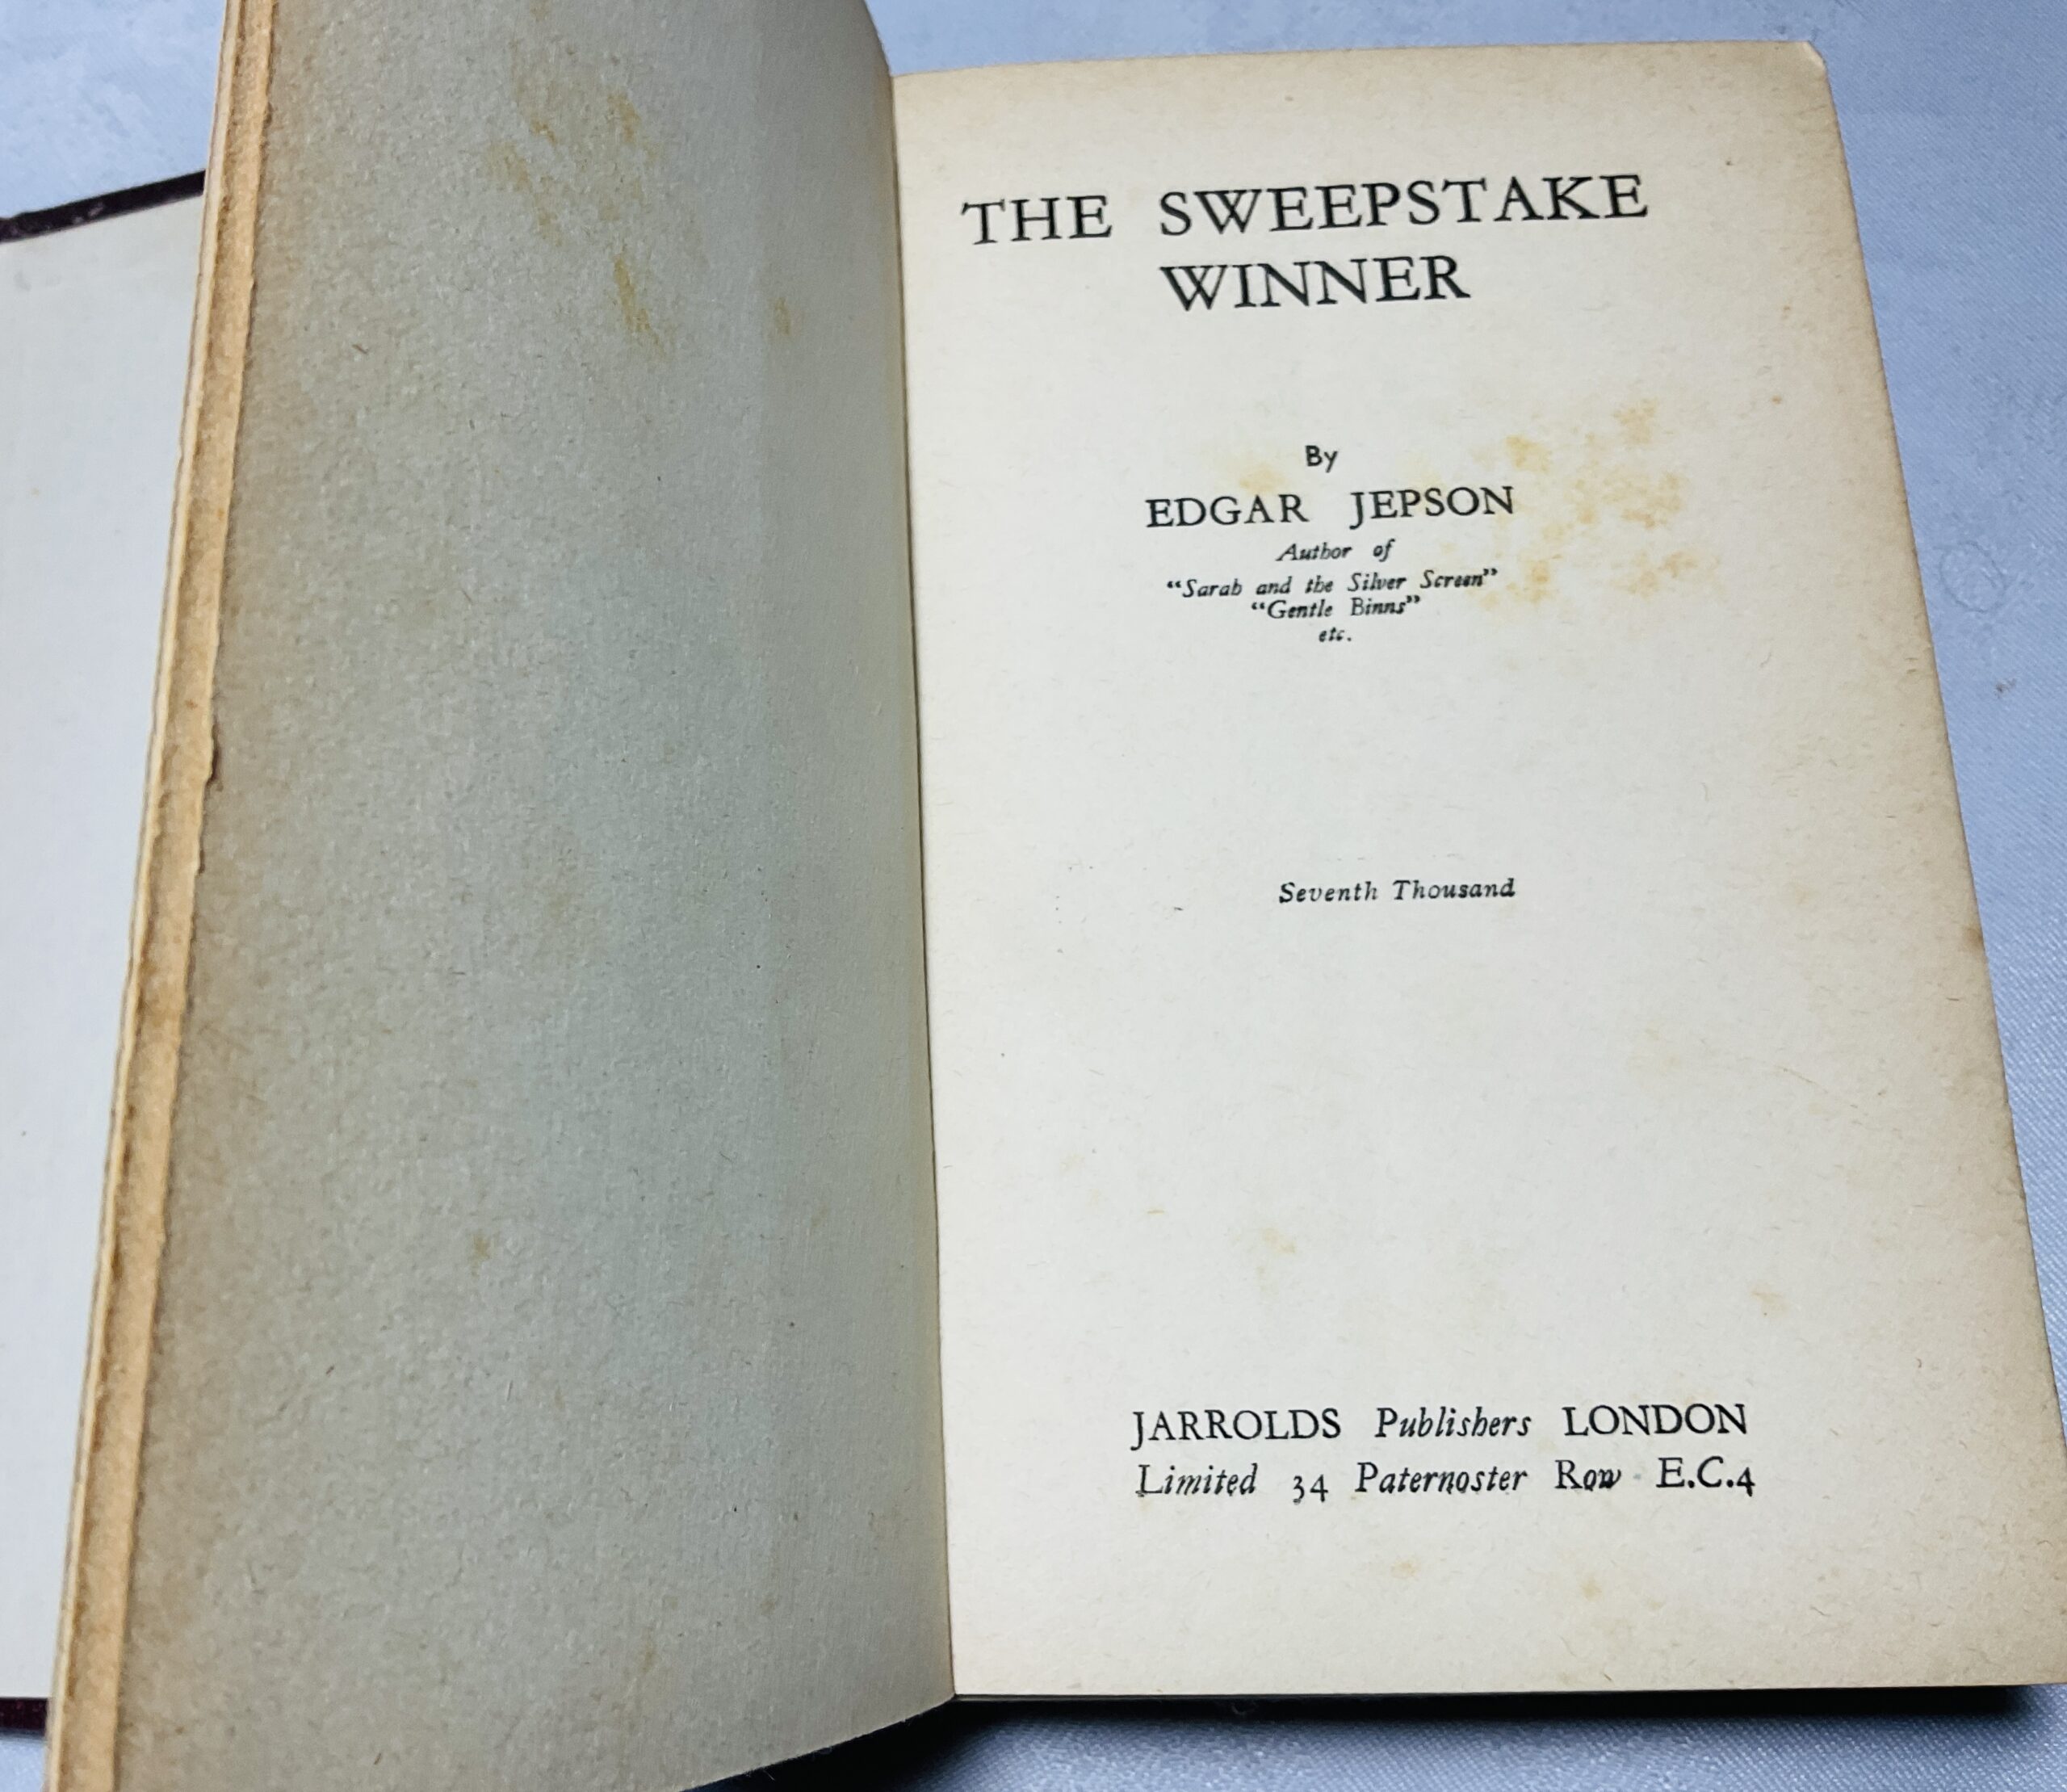 THE SWEEPSTAKE
WINNER
By
EDGAR JEPSON
Author of
“Sarah and the Silver Screen”
“Gentle Binns”
etc.
Seventh Thousand
JARROLDS Publishers LONDON
Limited 34 Paternoster Row E.C.4